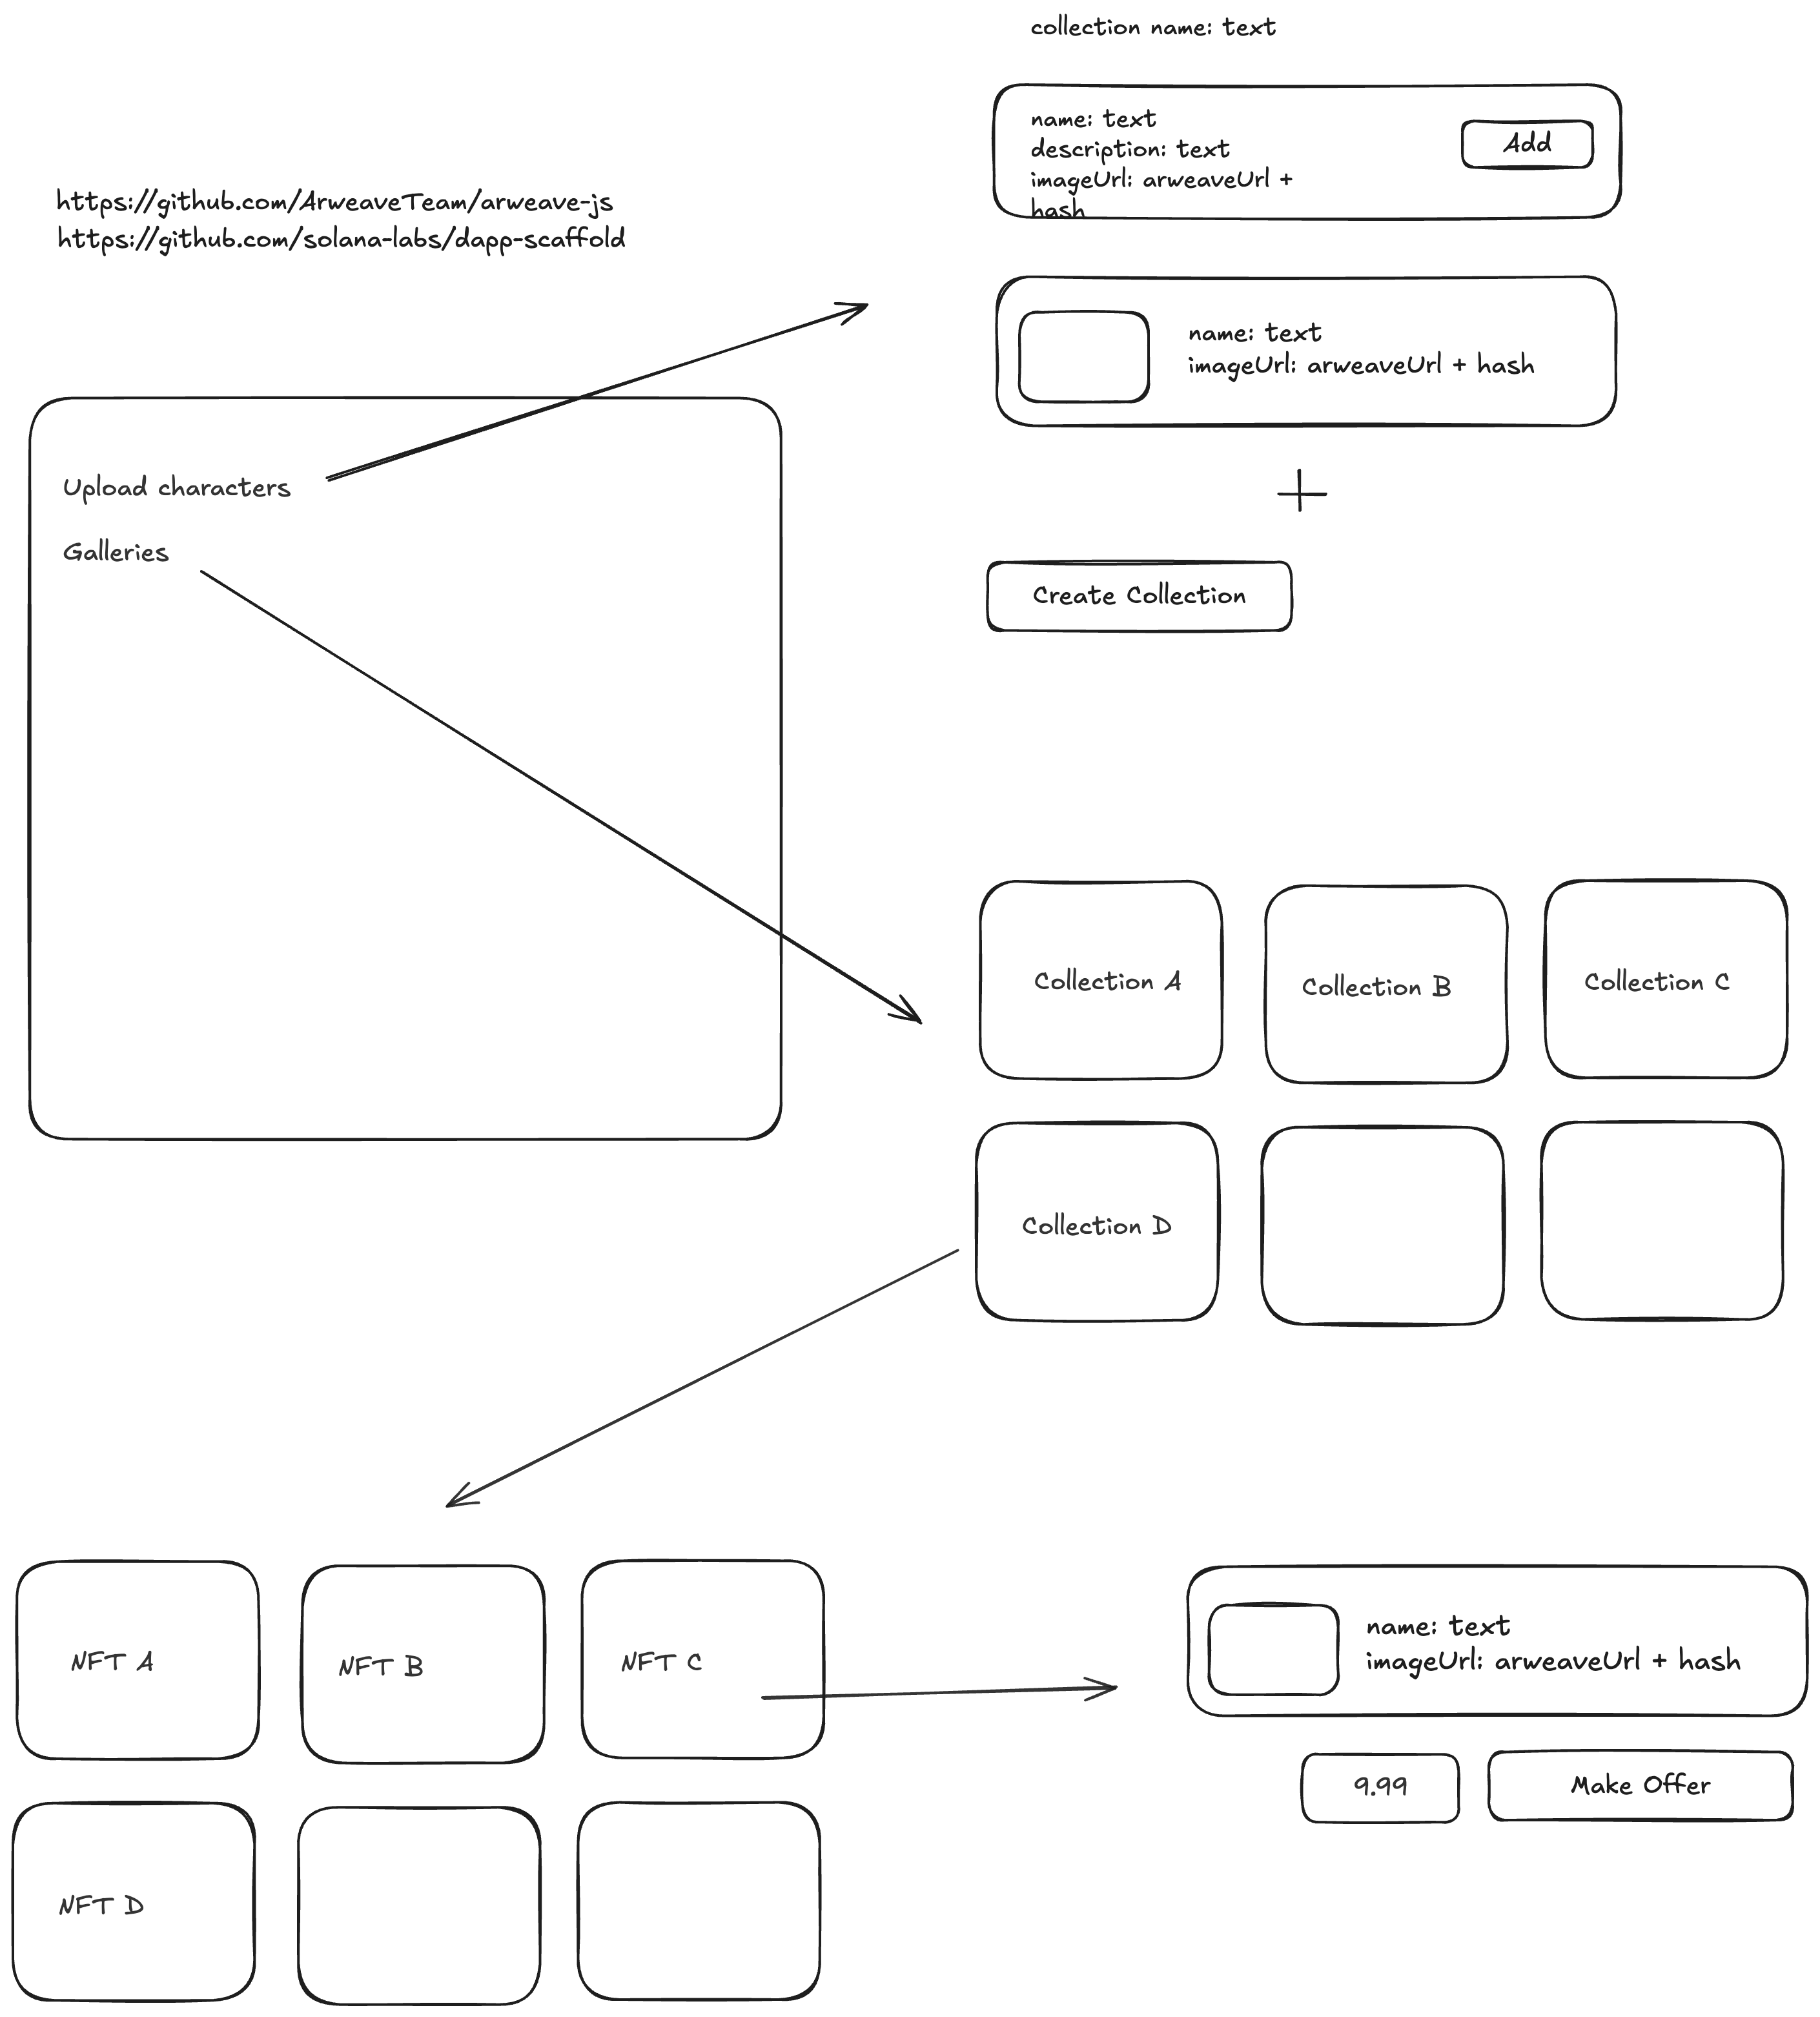 collection name: text
name: text
description: text
imageUrl: arweaveUrl +
hash
Add
https://github.com/ArweaveTeam/arweave-js
https://github.com/solana-labs/dapp-scaffold
name: text
imageUrl: arweaveUrl + hash
Upload characters
Galleries
Create Collection
Collection A
Collection B
Collection C
Collection D
NFT A
NFT B
NFT C
NFT D
name: text
imageUrl: arweaveUrl + hash
9.99
Make Offer